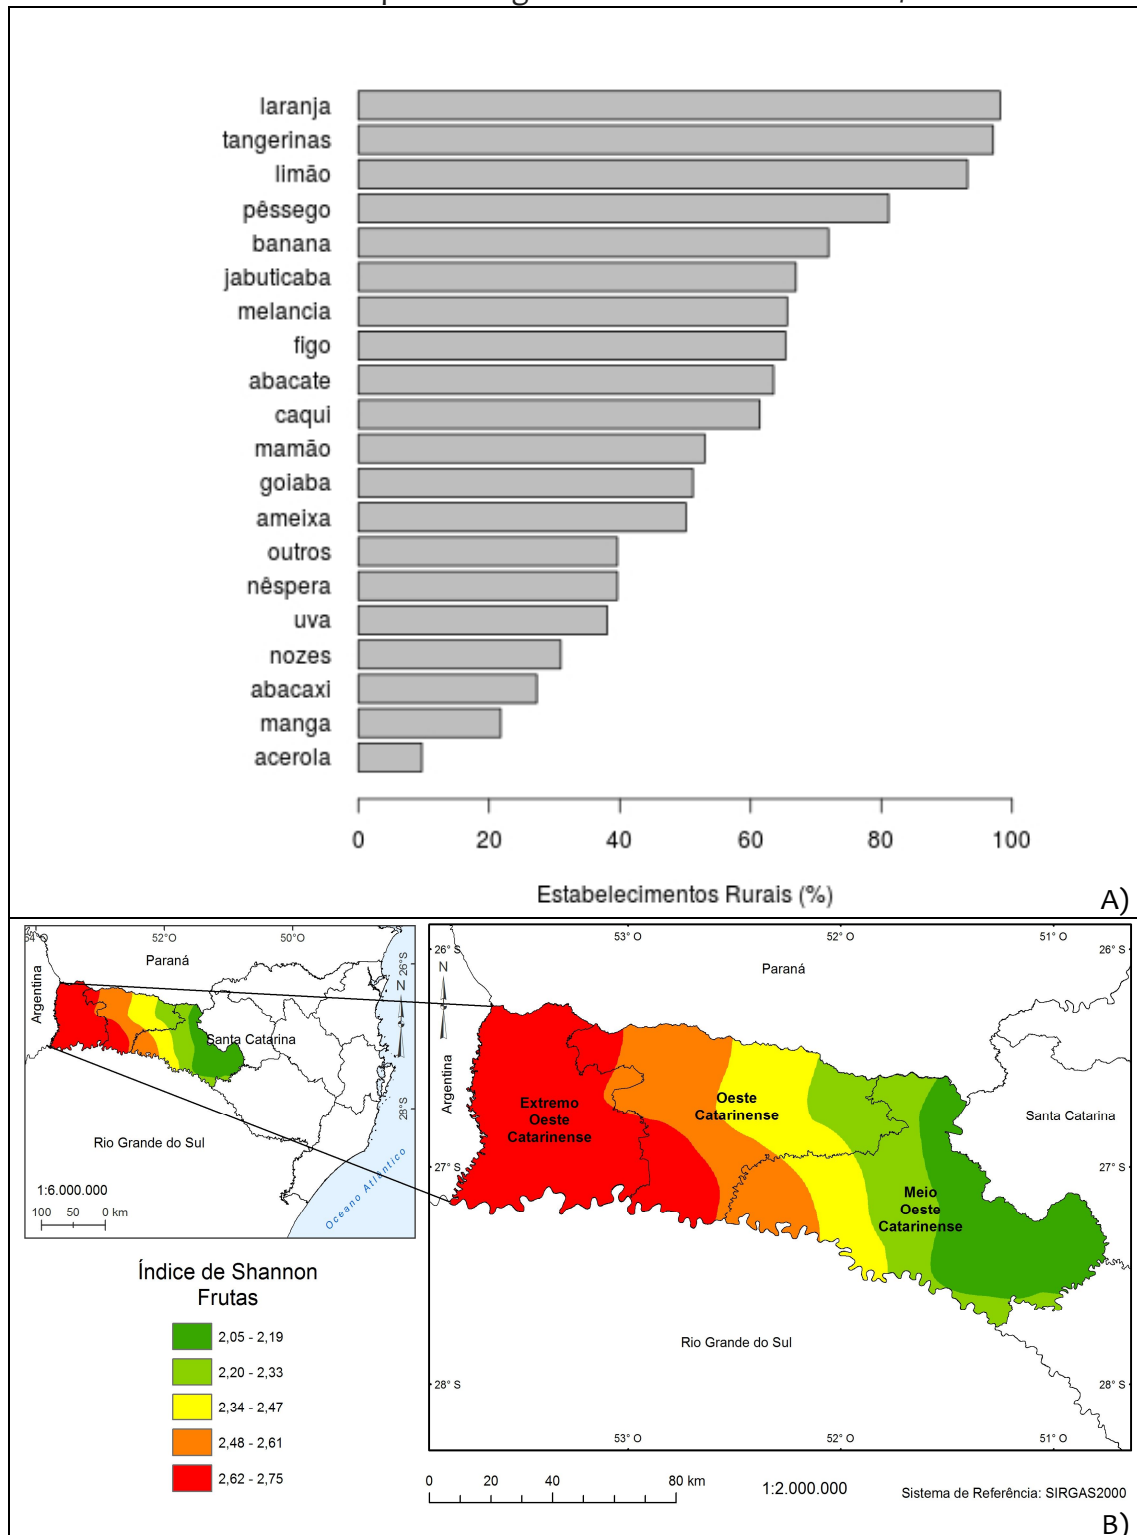 laranja
tangerinas
limão
pêssego
banana
jabuticaba
melancia
figo
abacate
caqui
mamão
goiaba
ameixa
outros
nêspera
uva
nozes
abacaxi
manga
acerola
0 20 40 60 80 100
Estabelecimentos Rurais (%)
A)
52°O 50°O
Paraná
26°S
Argentina
N
Santa Catarina
28°S
Rio Grande do Sul
Oceano Atlântico
1:6.000.000
100 50 0 km
53° O 52° O 51° O
26° S 26° S
N
Paraná
Argentina
Extremo
Oeste
Catarinense
Oeste
Catarinense
Santa Catarina
27° S 27° S
Meio
Oeste
Catarinense
Rio Grande do Sul
28° S 28° S
53° O 52° O 51° O
Índice de Shannon
Frutas
2,05 - 2,19
2,20 - 2,33
2,34 - 2,47
2,48 - 2,61
2,62 - 2,75
0 20 40 80 km
1:2.000.000
Sistema de Referência: SIRGAS2000
B)